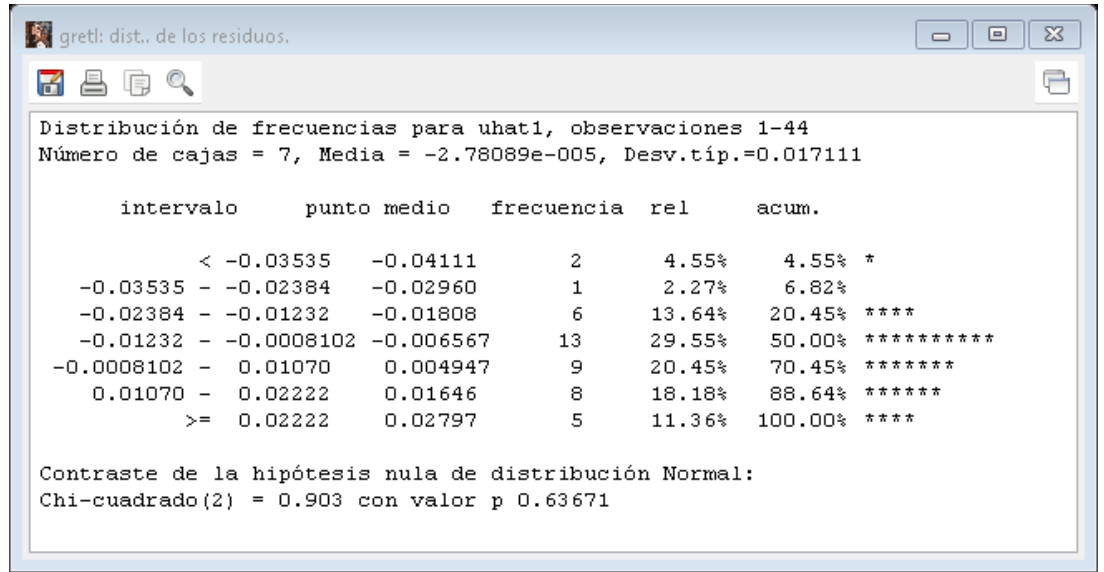 gretl: dist.. de los residuos.
Distribución de frecuencias para uhat1, observaciones 1-44
Número de cajas = 7, Media = -2.78089e-005, Desv.típ.=0.017111
intervalo punto medio frecuencia rel acum.
< -0.03535 -0.04111 2 4.55% 4.55% *
-0.03535 - -0.02384 -0.02960 1 2.27% 6.82%
-0.02384 - -0.01232 -0.01808 6 13.64% 20.45% ****
-0.01232 - -0.0008102 -0.006567 13 29.55% 50.00% **********
-0.0008102 - 0.01070 0.004947 9 20.45% 70.45% *******
0.01070 - 0.02222 0.01646 8 18.18% 88.64% ******
>= 0.02222 0.02797 5 11.36% 100.00% ****
Contraste de la hipótesis nula de distribución Normal:
Chi-cuadrado(2) = 0.903 con valor p 0.63671